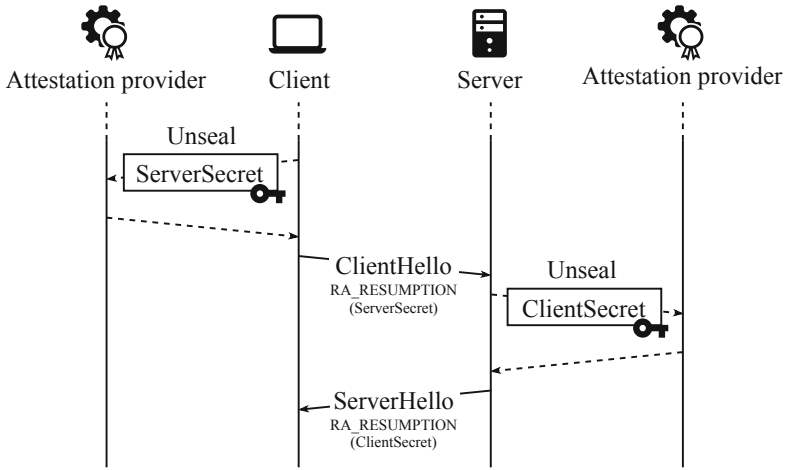 Attestation provider
Client
Server
Attestation provider
Unseal
ServerSecret
ClientHello
RA_RESUMPTION
(ServerSecret)
Unseal
ClientSecret
ServerHello
RA_RESUMPTION
(ClientSecret)